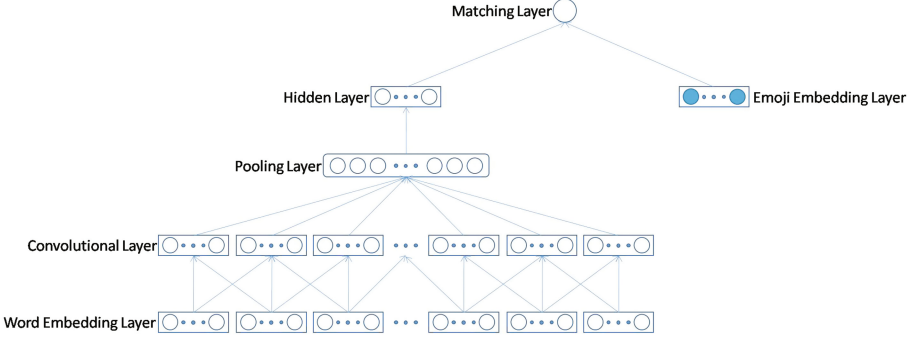 Matching Layer
Hidden Layer
Emoji Embedding Layer
Pooling Layer
Convolutional Layer
Word Embedding Layer